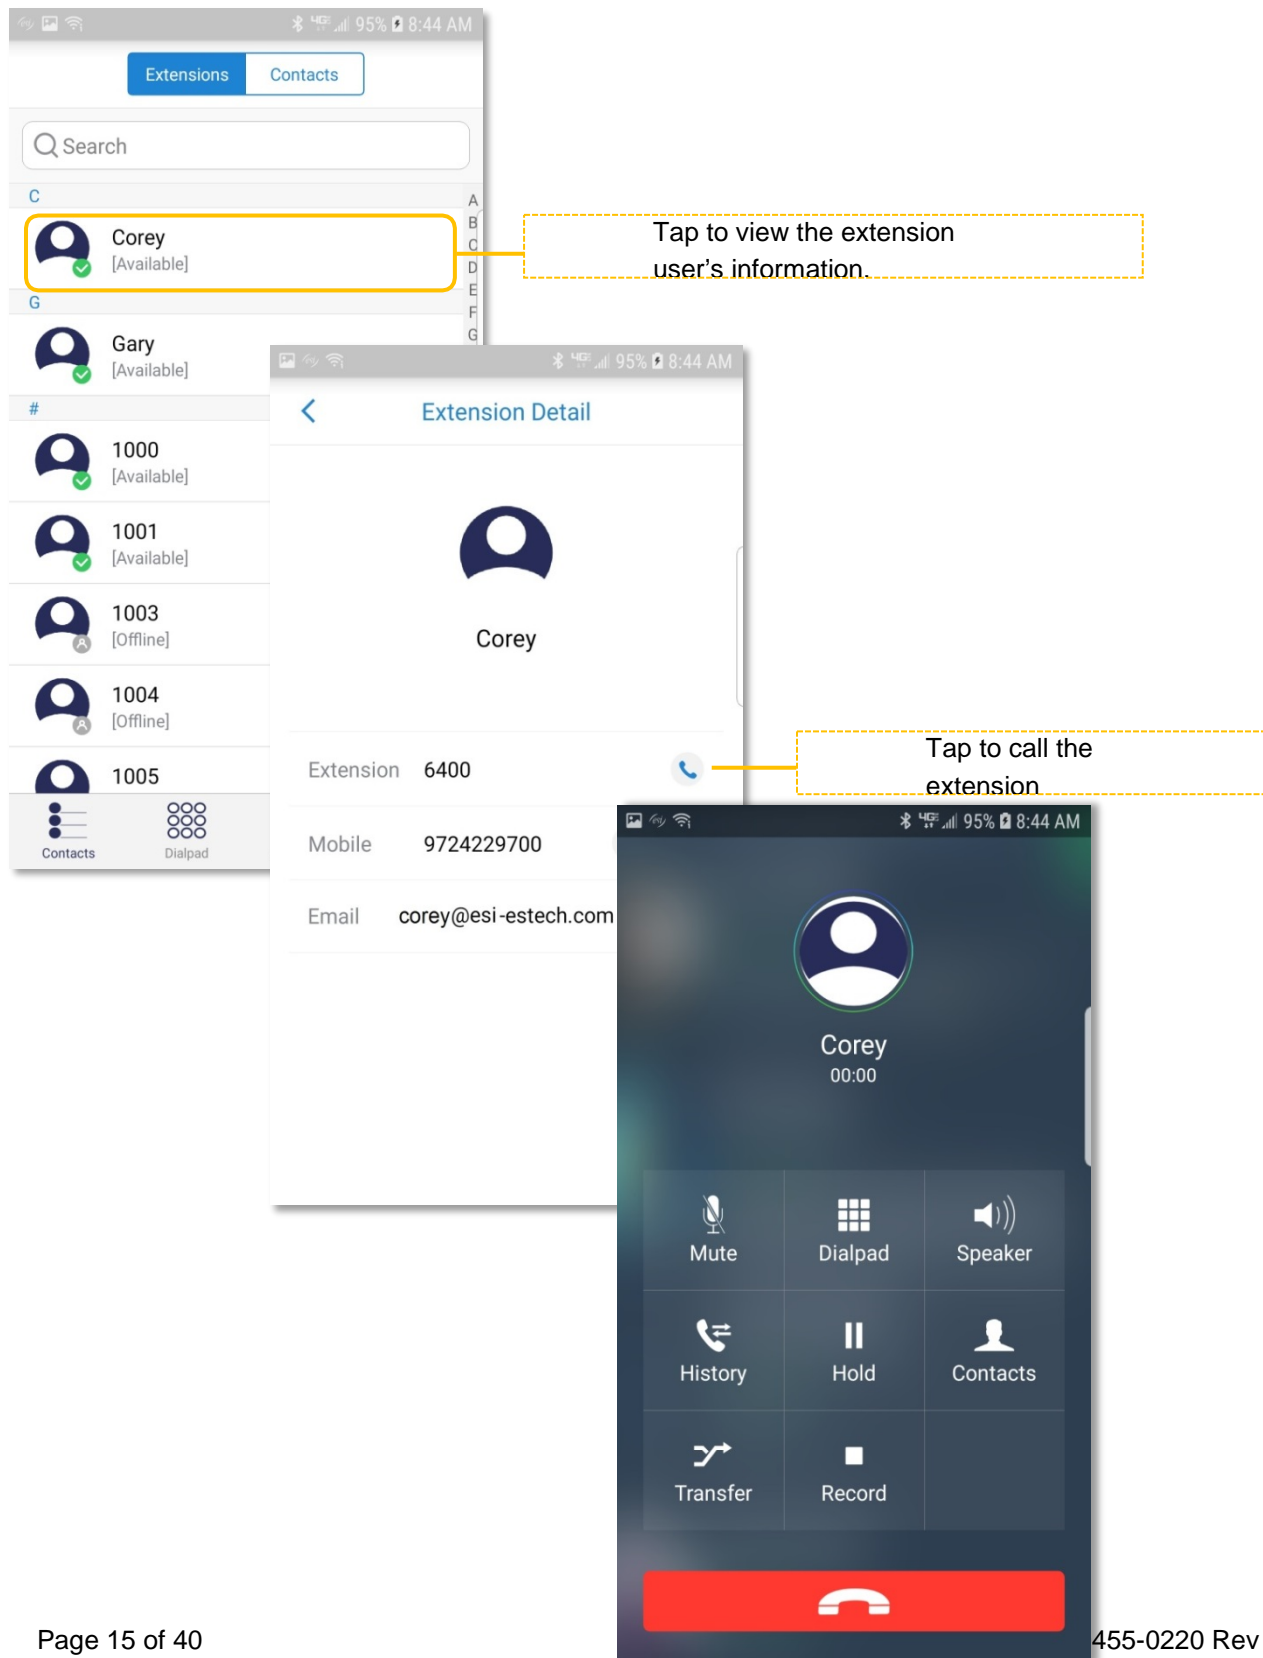 95% 8:44 AM
Extensions Contacts
Search
C
Corey
[Available]
G
Gary
[Available]
#
1000
[Available]
1001
[Available]
1003
[Offline]
1004
[Offline]
1005
Contacts Dialpad
A
B
C
D
E
F
G
Tap to view the extension
user's information.
4G 95% 8:44 AM
Extension Detail
Corey
Extension 6400
Mobile 9724229700
Email corey@esi-estech.com
Tap to call the
extension
4G 95% 8:44 AM
Corey
00:00
Mute Dialpad Speaker
History Hold Contacts
Transfer Record
Page 15 of 40
455-0220 Rev